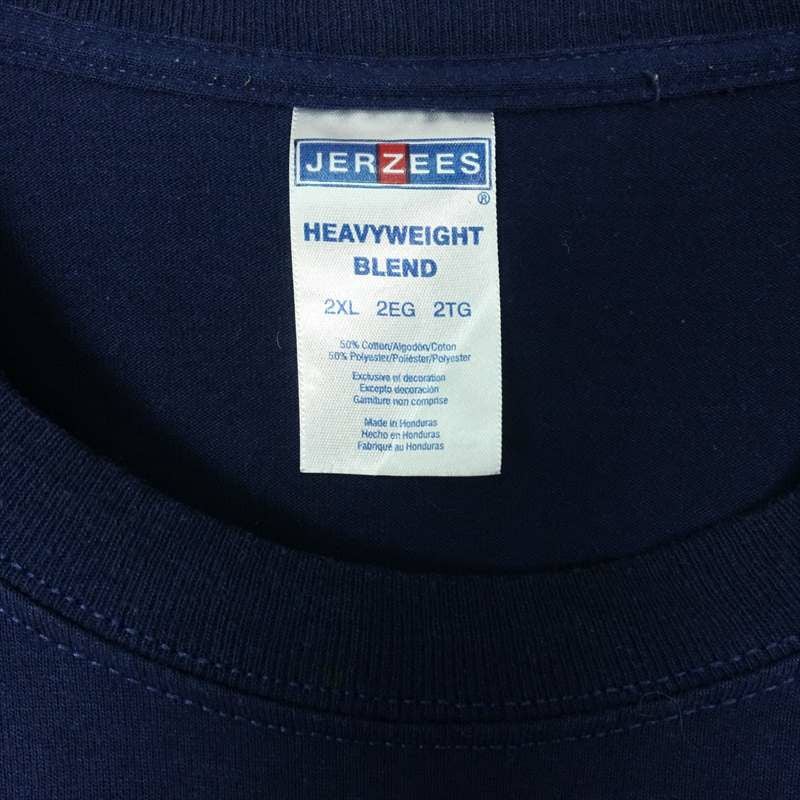 JERZEES
®
HEAVYWEIGHT
BLEND
2XL 2EG 2TG
50% Cotton/Algodón/Coton
50% Polyester/Poliéster/Polyester
Exclusive of decoration
Excepto decoración
Garniture non comprise
Made in Honduras
Hecho en Honduras
Fabriqué au Honduras